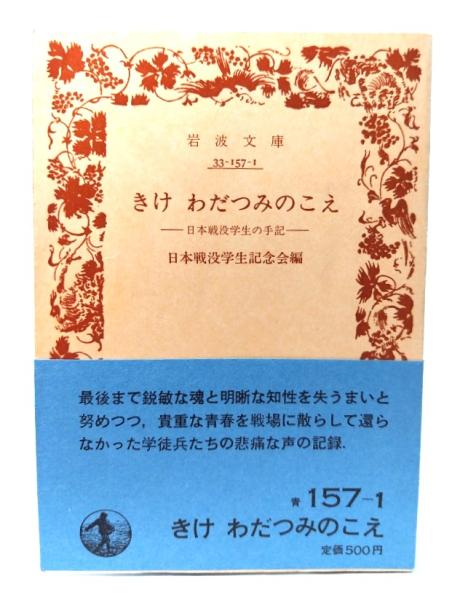 岩波文庫
33-157-1
きけ わだつみのこえ
―日本戦没学生の手記―
日本戦没学生記念会編
最後まで鋭敏な魂と明晰な知性を失うまいと
努めつつ，貴重な青春を戦場に散らして還ら
なかった学徒兵たちの悲痛な声の記録．
青 157-1
きけ わだつみのこえ
定価500円